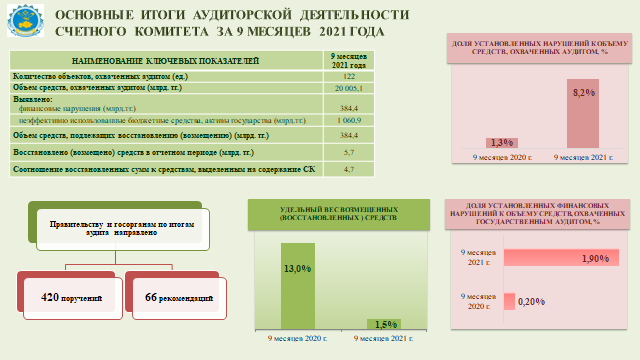 ОСНОВНЫЕ ИТОГИ АУДИТОРСКОЙ ДЕЯТЕЛЬНОСТИ
СЧЕТНОГО КОМИТЕТА ЗА 9 МЕСЯЦЕВ 2021 ГОДА
НАИМЕНОВАНИЕ КЛЮЧЕВЫХ ПОКАЗАТЕЛЕЙ
9 месяцев
2021 года
Количество объектов, охваченных аудитом (ед.) 122
Объем средств, охваченных аудитом (млрд. тг.) 20 005,1
Выявлено:
финансовые нарушения (млрд.тг.) 384,4
неэффективно использованные бюджетные средства, активы государства (млрд.тг.) 1 060,9
Объем средств, подлежащих восстановлению (возмещению) (млрд. тг.) 384,4
Восстановлено (возмещено) средств в отчетном периоде (млрд. тг.) 5,7
Соотношение восстановленных сумм к средствам, выделенным на содержание СК 4,7
ДОЛЯ УСТАНОВЛЕННЫХ НАРУШЕНИЙ К ОБЪЕМУ
СРЕДСТВ, ОХВАЧЕННЫХ АУДИТОМ, %
8,2%
1,3%
9 месяцев 2020 г. 9 месяцев 2021 г.
Правительству и госорганам по итогам
аудита направлено
420 поручений
66 рекомендаций
УДЕЛЬНЫЙ ВЕС ВОЗМЕЩЕННЫХ
(ВОССТАНОВЛЕННЫХ) СРЕДСТВ
13,0%
1,5%
9 месяцев 2020 г. 9 месяцев 2021 г.
ДОЛЯ УСТАНОВЛЕННЫХ ФИНАНСОВЫХ
НАРУШЕНИЙ К ОБЪЕМУ СРЕДСТВ, ОХВАЧЕННЫХ
ГОСУДАРСТВЕННЫМ АУДИТОМ, %
9 месяцев
2021 г.
1,90%
9 месяцев
2020 г.
0,20%